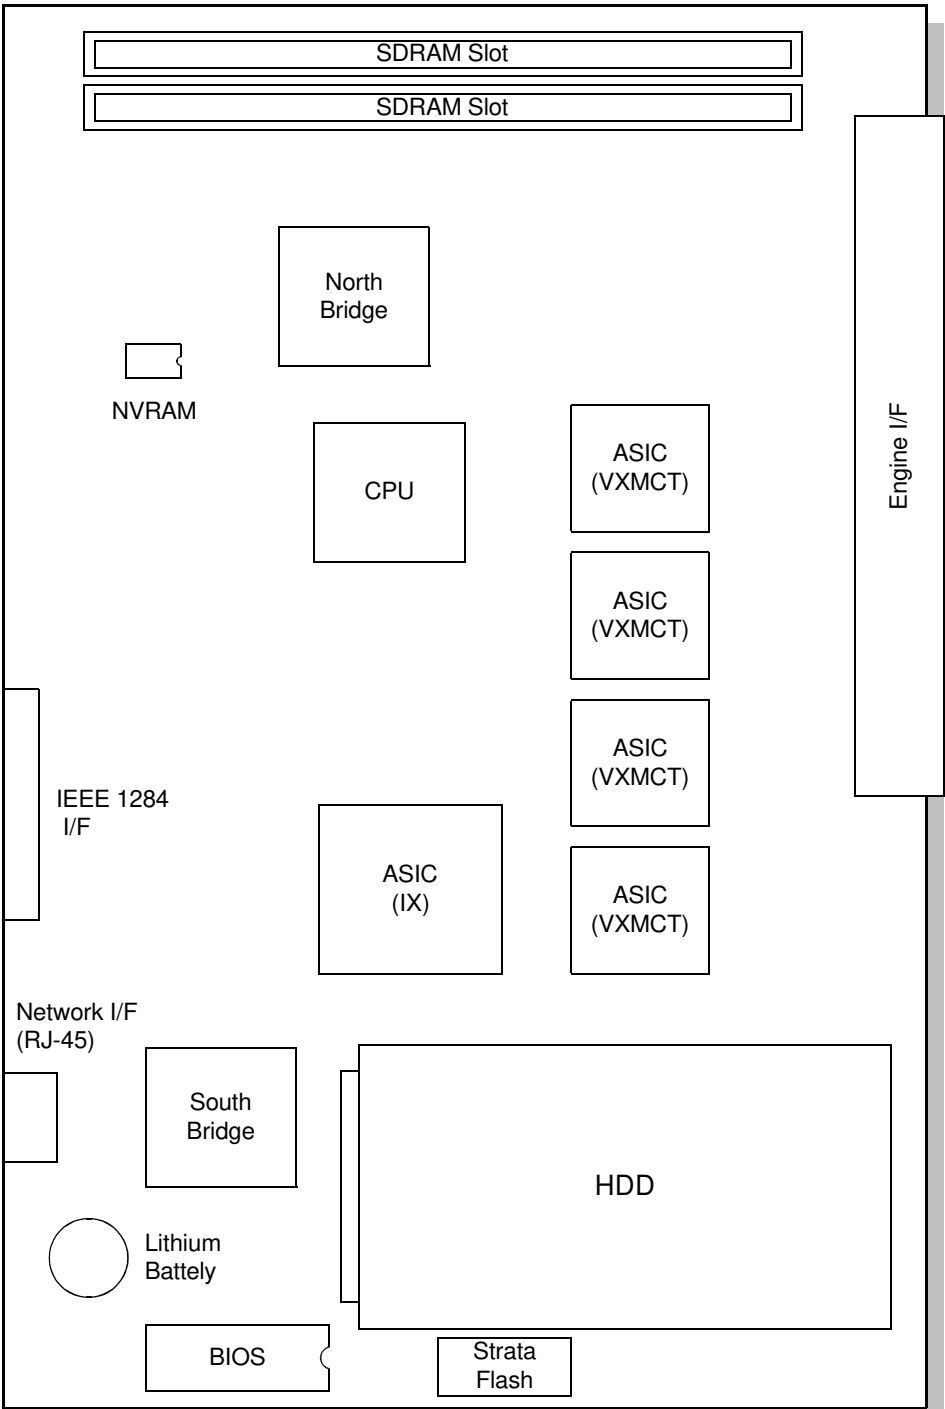 SDRAM Slot
SDRAM Slot
North
Bridge
NVRAM
CPU
ASIC
(VXMCT)
Engine I/F
ASIC
(VXMCT)
ASIC
(VXMCT)
IEEE 1284
I/F
ASIC
(IX)
ASIC
(VXMCT)
Network I/F
(RJ-45)
South
Bridge
HDD
Lithium
Battely
BIOS
Strata
Flash